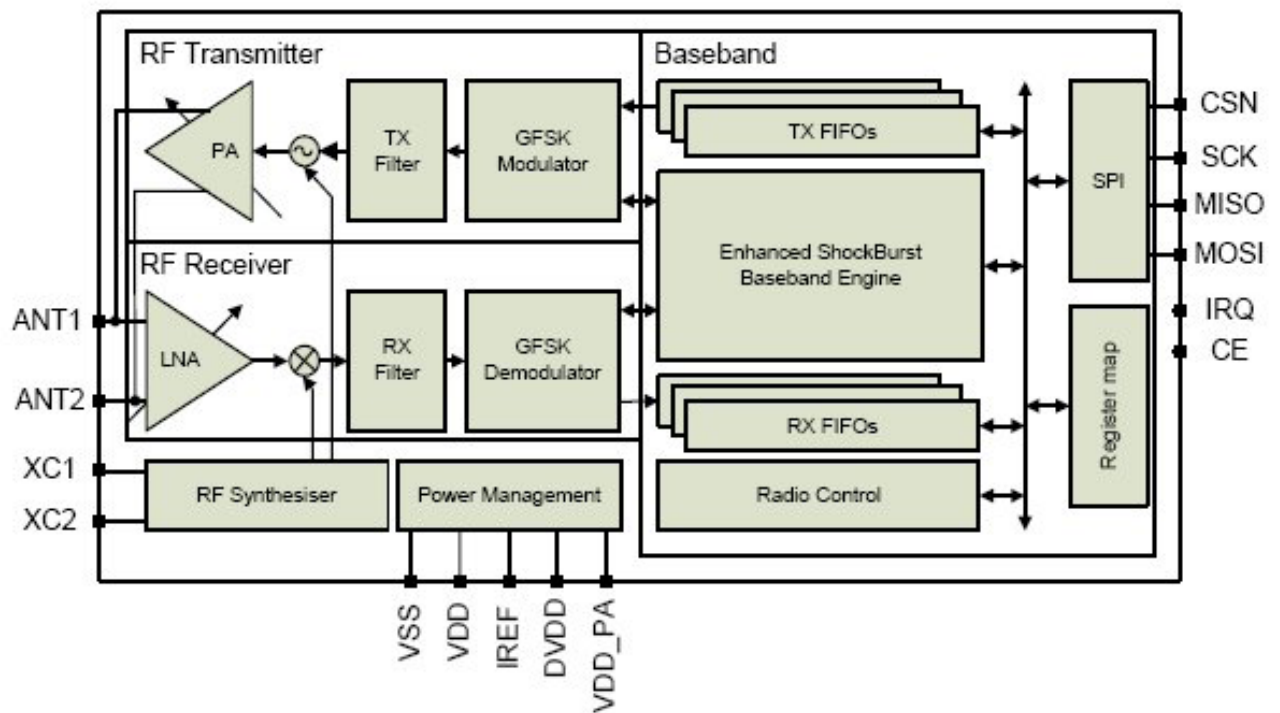 RF Transmitter
Baseband
PA
TX
Filter
GFSK
Modulator
TX FIFOs
SPI
CSN
SCK
MISO
MOSI
Enhanced ShockBurst
Baseband Engine
RF Receiver
ANT1
ANT2
LNA
RX
Filter
GFSK
Demodulator
RX FIFOs
Register map
IRQ
CE
XC1
XC2
RF Synthesiser
Power Management
Radio Control
VSS
VDD
IREF
DVDD
VDD_PA